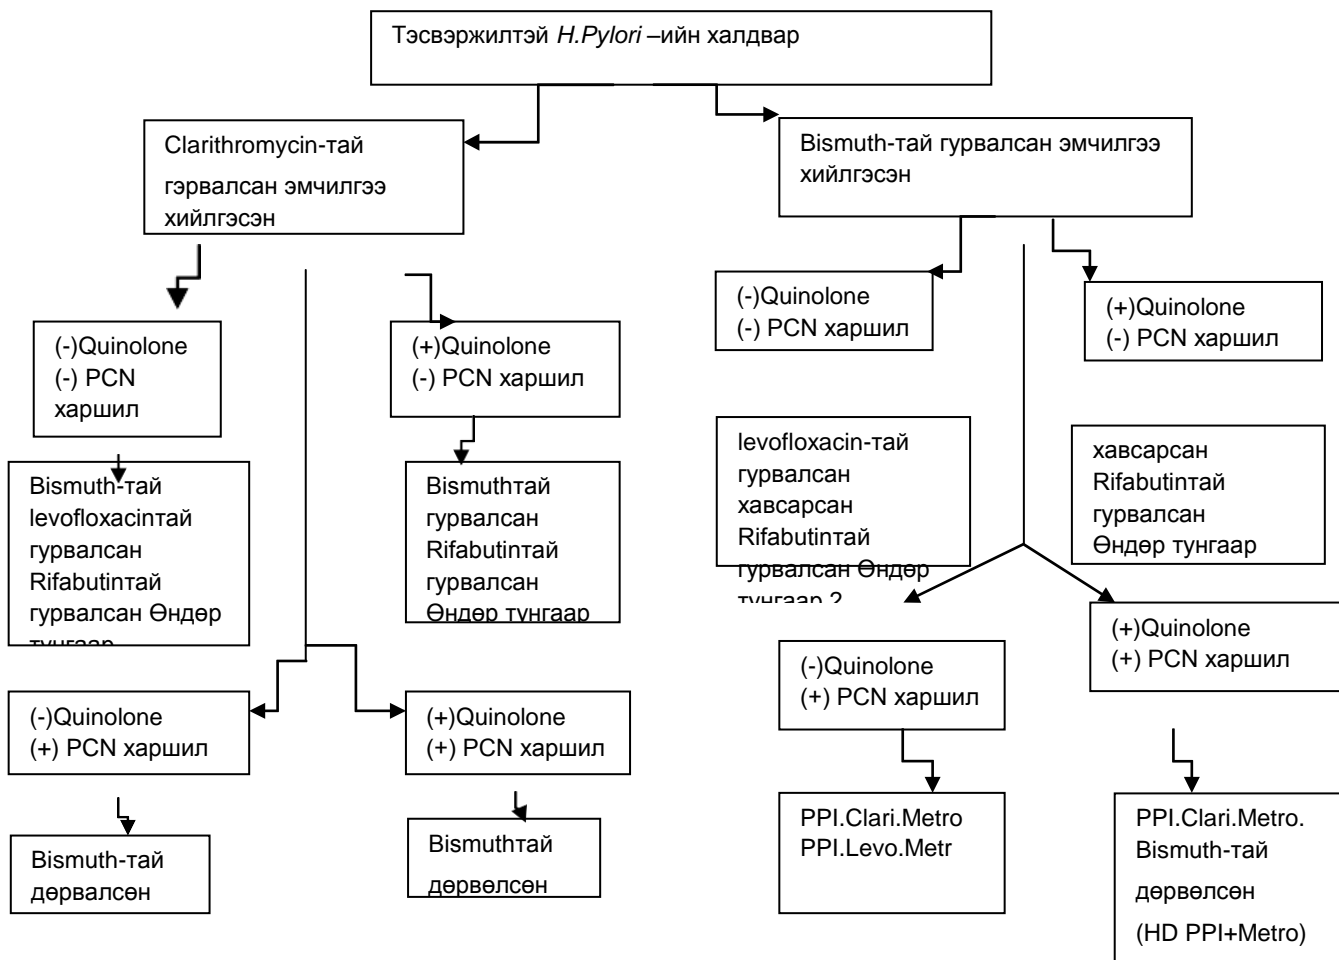 Тэсвэржилтэй H.Pylori –ийн халдвар
Clarithromycin-тай
гэрвалсан эмчилгээ
хийлгэсэн
Bismuth-тай гурвалсан эмчилгээ
хийлгэсэн
(-)Quinolone
(-) PCN
харшил
(+)Quinolone
(-) PCN харшил
(-)Quinolone
(-) PCN харшил
(+)Quinolone
(-) PCN харшил
Bismuth-тай
levofloxacinтай
гурвалсан
Rifabutinтай
гурвалсан Өндөр
тунгаар
Bismuthтай
гурвалсан
Rifabutinтай
гурвалсан
Өндөр тунгаар
levofloxacin-тай
гурвалсан
хавсарсан
Rifabutinтай
гурвалсан Өндөр
тунгаар 2
хавсарсан
Rifabutinтай
гурвалсан
Өндөр тунгаар
(-)Quinolone
(+) PCN харшил
(+)Quinolone
(+) PCN харшил
(-)Quinolone
(+) PCN харшил
(+)Quinolone
(+) PCN харшил
Bismuth-тай
дөрвалсөн
Bismuthтай
дөрвөлсөн
PPI.Clari.Metro
PPI.Levo.Metr
PPI.Clari.Metro.
Bismuth-тай
дөрвөлсөн
(HD PPI+Metro)